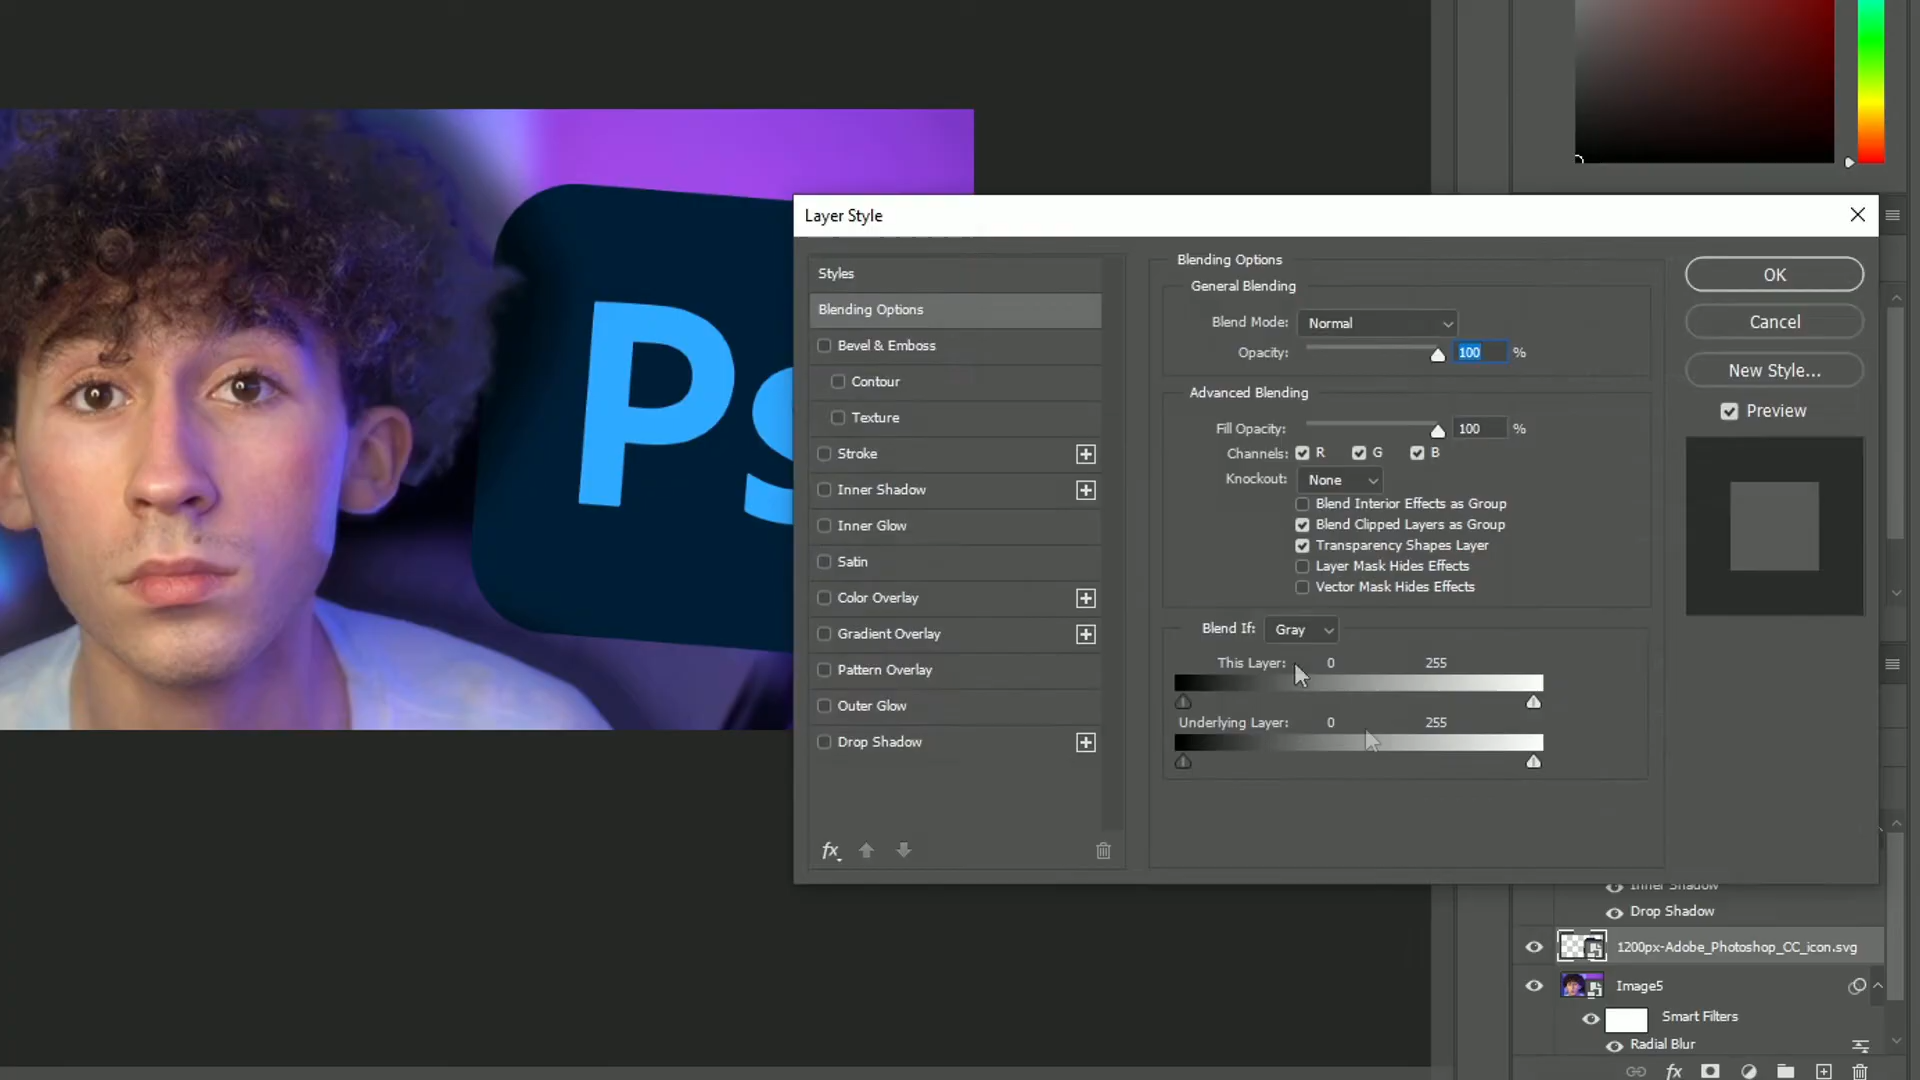 Ps
Layer Style
Styles
Blending Options
Bevel & Emboss
Contour
Texture
Stroke
Inner Shadow
Inner Glow
Satin
Color Overlay
Gradient Overlay
Pattern Overlay
Outer Glow
Drop Shadow
fx
Blending Options
General Blending
Blend Mode: Normal
Opacity: 100 %
Advanced Blending
Fill Opacity: 100 %
Channels: R G B
Knockout: None
Blend Interior Effects as Group
Blend Clipped Layers as Group
Transparency Shapes Layer
Layer Mask Hides Effects
Vector Mask Hides Effects
Blend If: Gray
This Layer: 0 255
Underlying Layer: 0 255
OK
Cancel
New Style...
Preview
Inner Shadow
Drop Shadow
1200px-Adobe_Photoshop_CC_icon.svg
Image5
Smart Filters
Radial Blur
fx